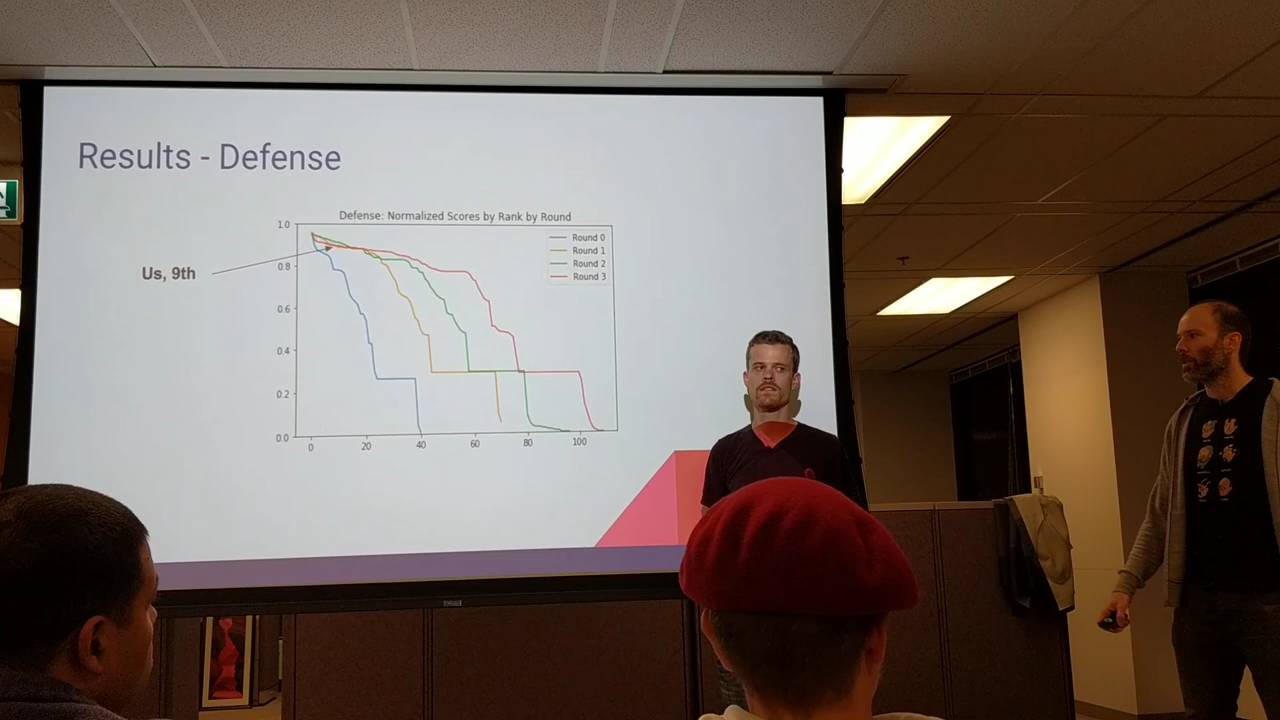 Results - Defense
Defense: Normalized Scores by Rank by Round
Us, 9th
1.0
0.8
0.6
0.4
0.2
0.0
0
20
40
60
80
100
Round 0
Round 1
Round 2
Round 3